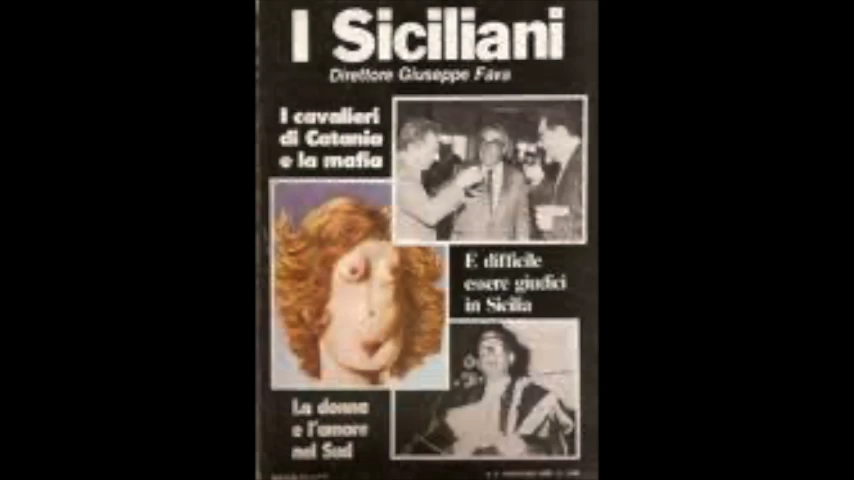 I Siciliani
Direttore Giuseppe Fava
I cavalieri
di Catania
e la mafia
E difficile
essere giudici
in Sicilia
La donna
e l'amore
nel Sud